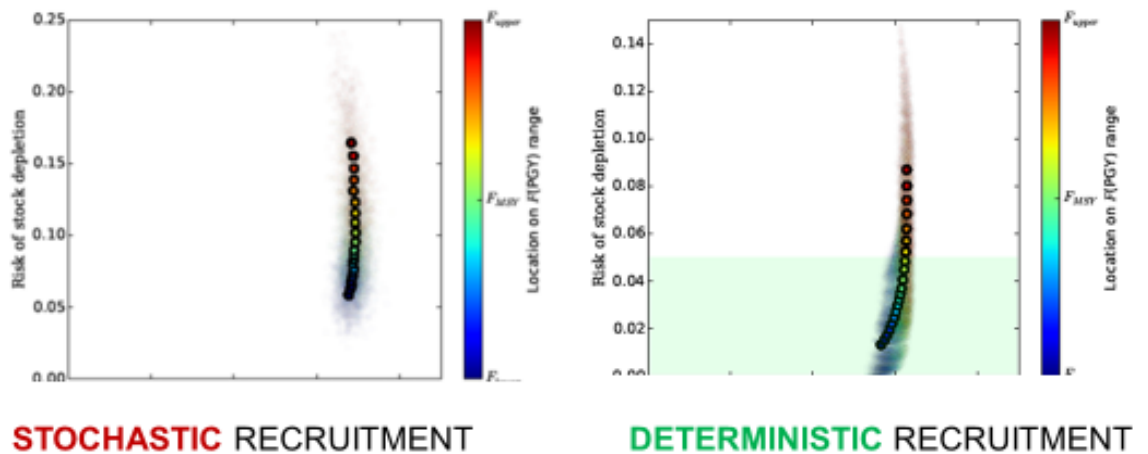 0.25
0.20
0.15
0.10
0.05
0.00
Risk of stock depletion
F_upper
F_MSY
Location on F(PGY) range
0.14
0.12
0.10
0.08
0.06
0.04
0.02
0.00
Risk of stock depletion
F_upper
F_MSY
Location on F(PGY) range
STOCHASTIC RECRUITMENT
DETERMINISTIC RECRUITMENT